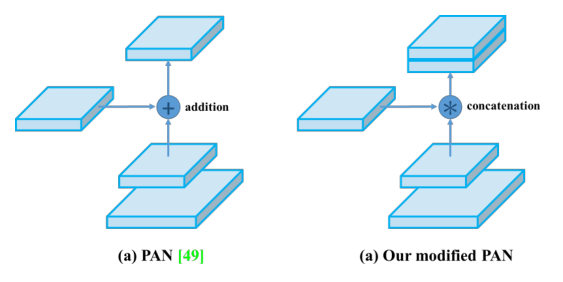 + addition
* concatenation
(a) PAN [49]
(a) Our modified PAN